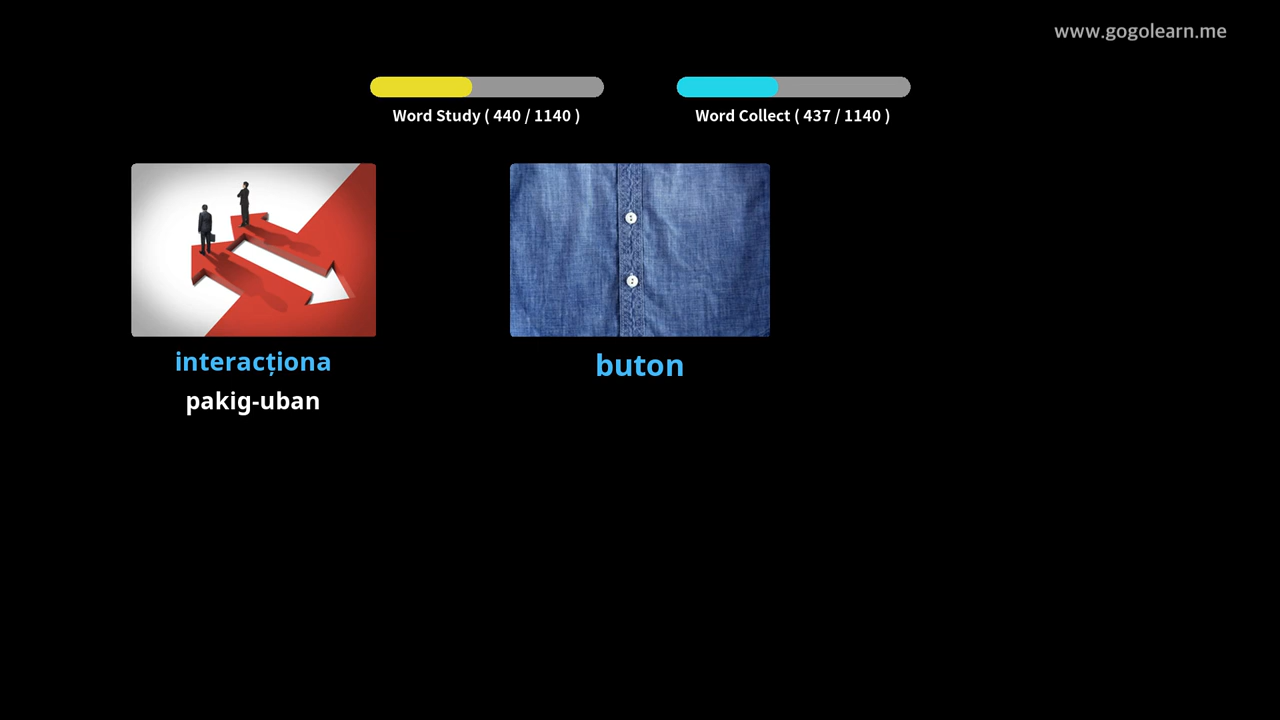 www.gogolearn.me
Word Study ( 440 / 1140 )
Word Collect ( 437 / 1140 )
interacționa
pakig-uban
buton